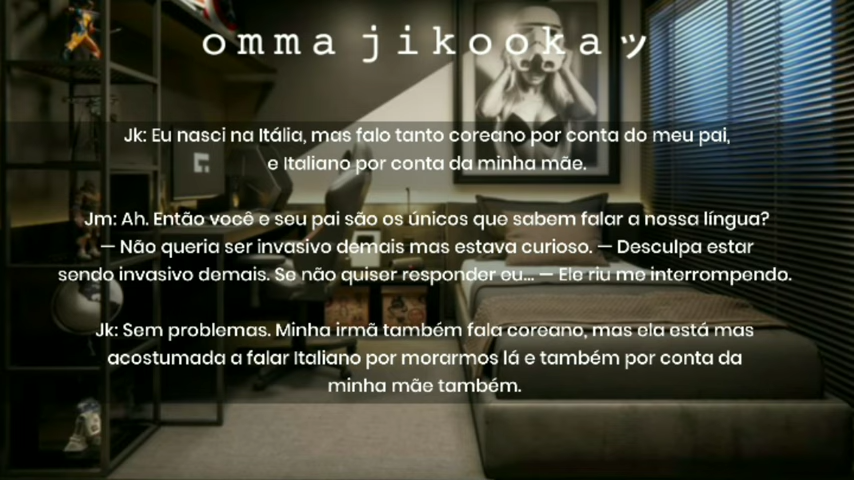 omma jikookaッ
Jk: Eu nasci na Itália, mas falo tanto coreano por conta do meu pai,
e Italiano por conta da minha mãe.
Jm: Ah. Então você e seu pai são os únicos que sabem falar a nossa língua?
— Não queria ser invasivo demais mas estava curioso. — Desculpa estar
sendo invasivo demais. Se não quiser responder eu... — Ele riu me interrompendo.
Jk: Sem problemas. Minha irmã também fala coreano, mas ela está mas
acostumada a falar Italiano por morarmos lá e também por conta da
minha mãe também.